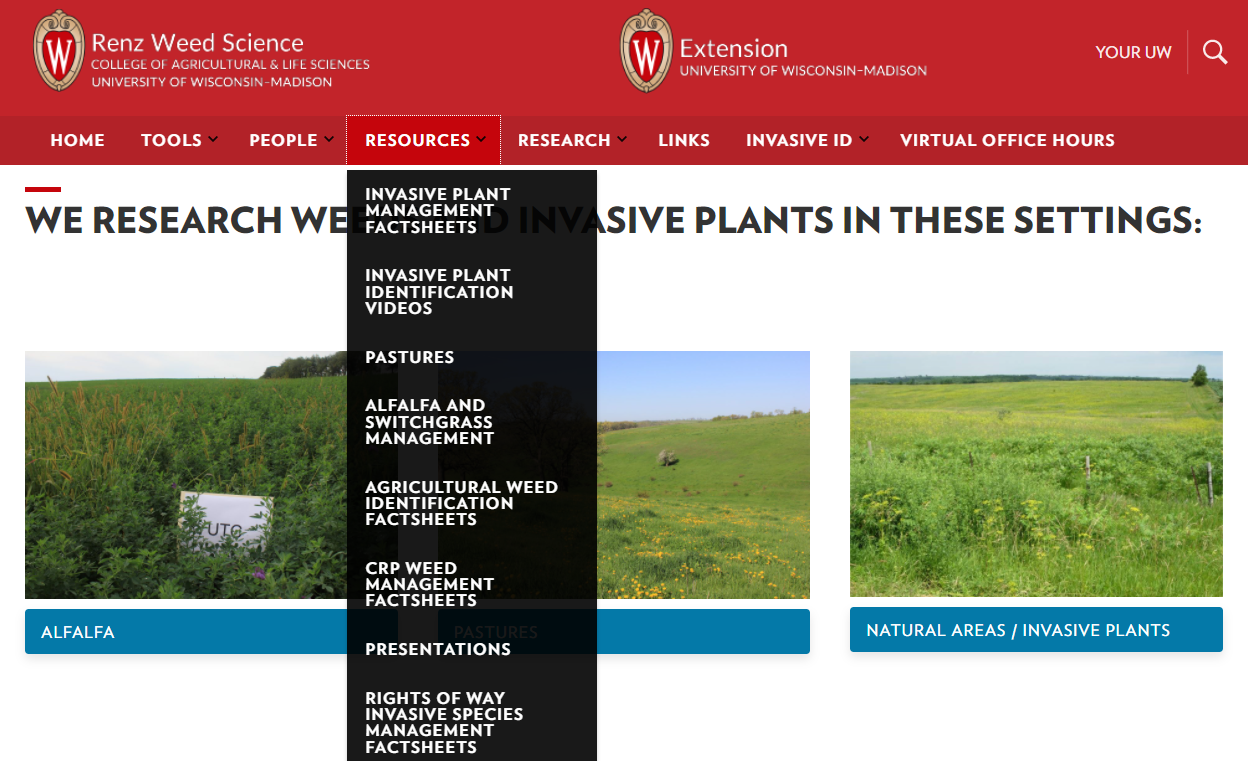 Renz Weed Science
COLLEGE OF AGRICULTURAL & LIFE SCIENCES
UNIVERSITY OF WISCONSIN–MADISON
Extension
UNIVERSITY OF WISCONSIN–MADISON
YOUR UW
HOME TOOLS PEOPLE RESOURCES RESEARCH LINKS INVASIVE ID VIRTUAL OFFICE HOURS
WE RESEARCH WEE D INVASIVE PLANTS IN THESE SETTINGS:
INVASIVE PLANT
MANAGEMENT
FACTSHEETS
INVASIVE PLANT
IDENTIFICATION
VIDEOS
PASTURES
ALFALFA AND
SWITCHGRASS
MANAGEMENT
AGRICULTURAL WEED
IDENTIFICATION
FACTSHEETS
CRP WEED
MANAGEMENT
FACTSHEETS
PRESENTATIONS
RIGHTS OF WAY
INVASIVE SPECIES
MANAGEMENT
FACTSHEETS
UTC
ALFALFA
PASTURES
NATURAL AREAS / INVASIVE PLANTS